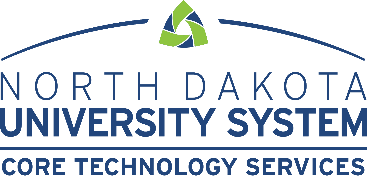 NORTH DAKOTA
UNIVERSITY SYSTEM
CORE TECHNOLOGY SERVICES